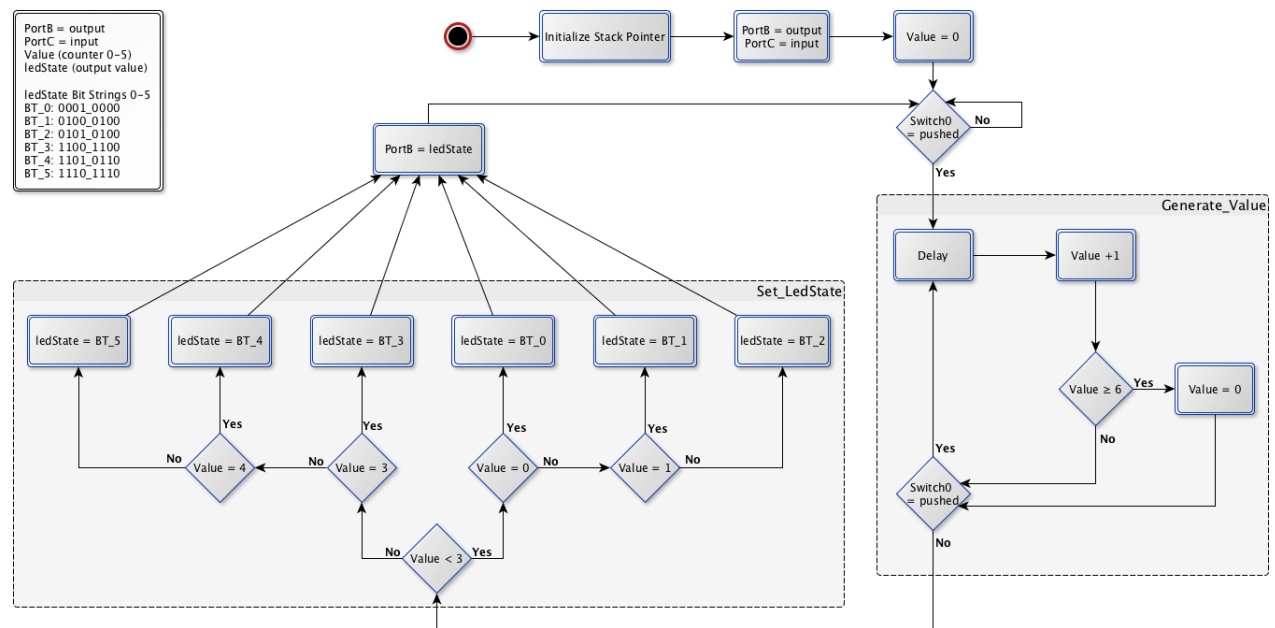 PortB = output
PortC = input
Value (counter 0-5)
ledState (output value)
ledState Bit Strings 0-5
BT_0: 0001_0000
BT_1: 0100_0100
BT_2: 0101_0100
BT_3: 1100_1100
BT_4: 1101_0110
BT_5: 1110_1110
Initialize Stack Pointer
PortB = output
PortC = input
Value = 0
Switch0
= pushed
No
Yes
PortB = ledState
Generate_Value
Delay
Value +1
Value ≥ 6
Yes
Value = 0
No
Yes
Switch0
= pushed
No
Set_LedState
ledState = BT_5
ledState = BT_4
ledState = BT_3
ledState = BT_0
ledState = BT_1
ledState = BT_2
Yes
Yes
Yes
Yes
No
Value = 4
No
Value = 3
Value = 0
No
Value = 1
No
No
Value < 3
Yes